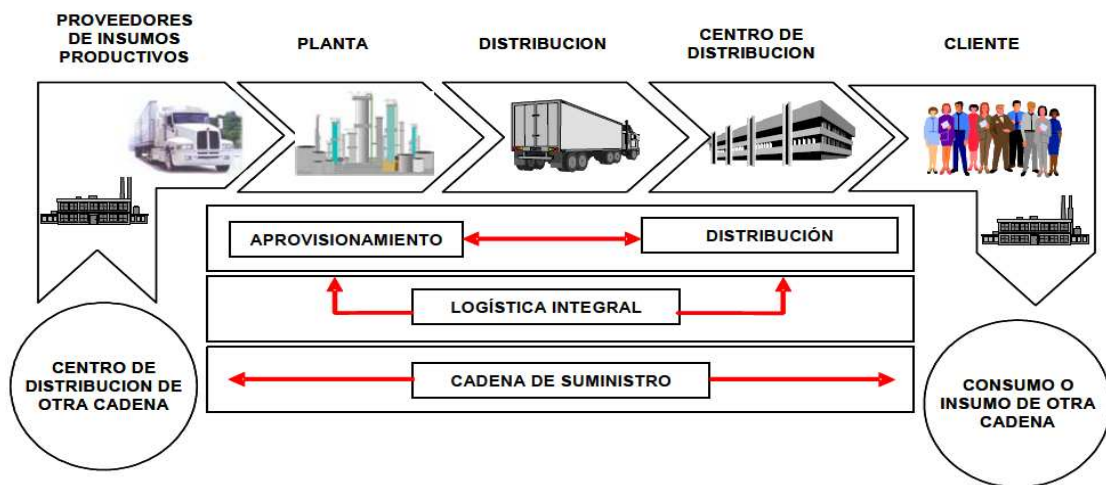 PROVEEDORES
DE INSUMOS
PRODUCTIVOS
PLANTA
DISTRIBUCION
CENTRO DE
DISTRIBUCION
CLIENTE
APROVISIONAMIENTO
DISTRIBUCIÓN
LOGÍSTICA INTEGRAL
CADENA DE SUMINISTRO
CENTRO DE
DISTRIBUCION DE
OTRA CADENA
CONSUMO O
INSUMO DE OTRA
CADENA